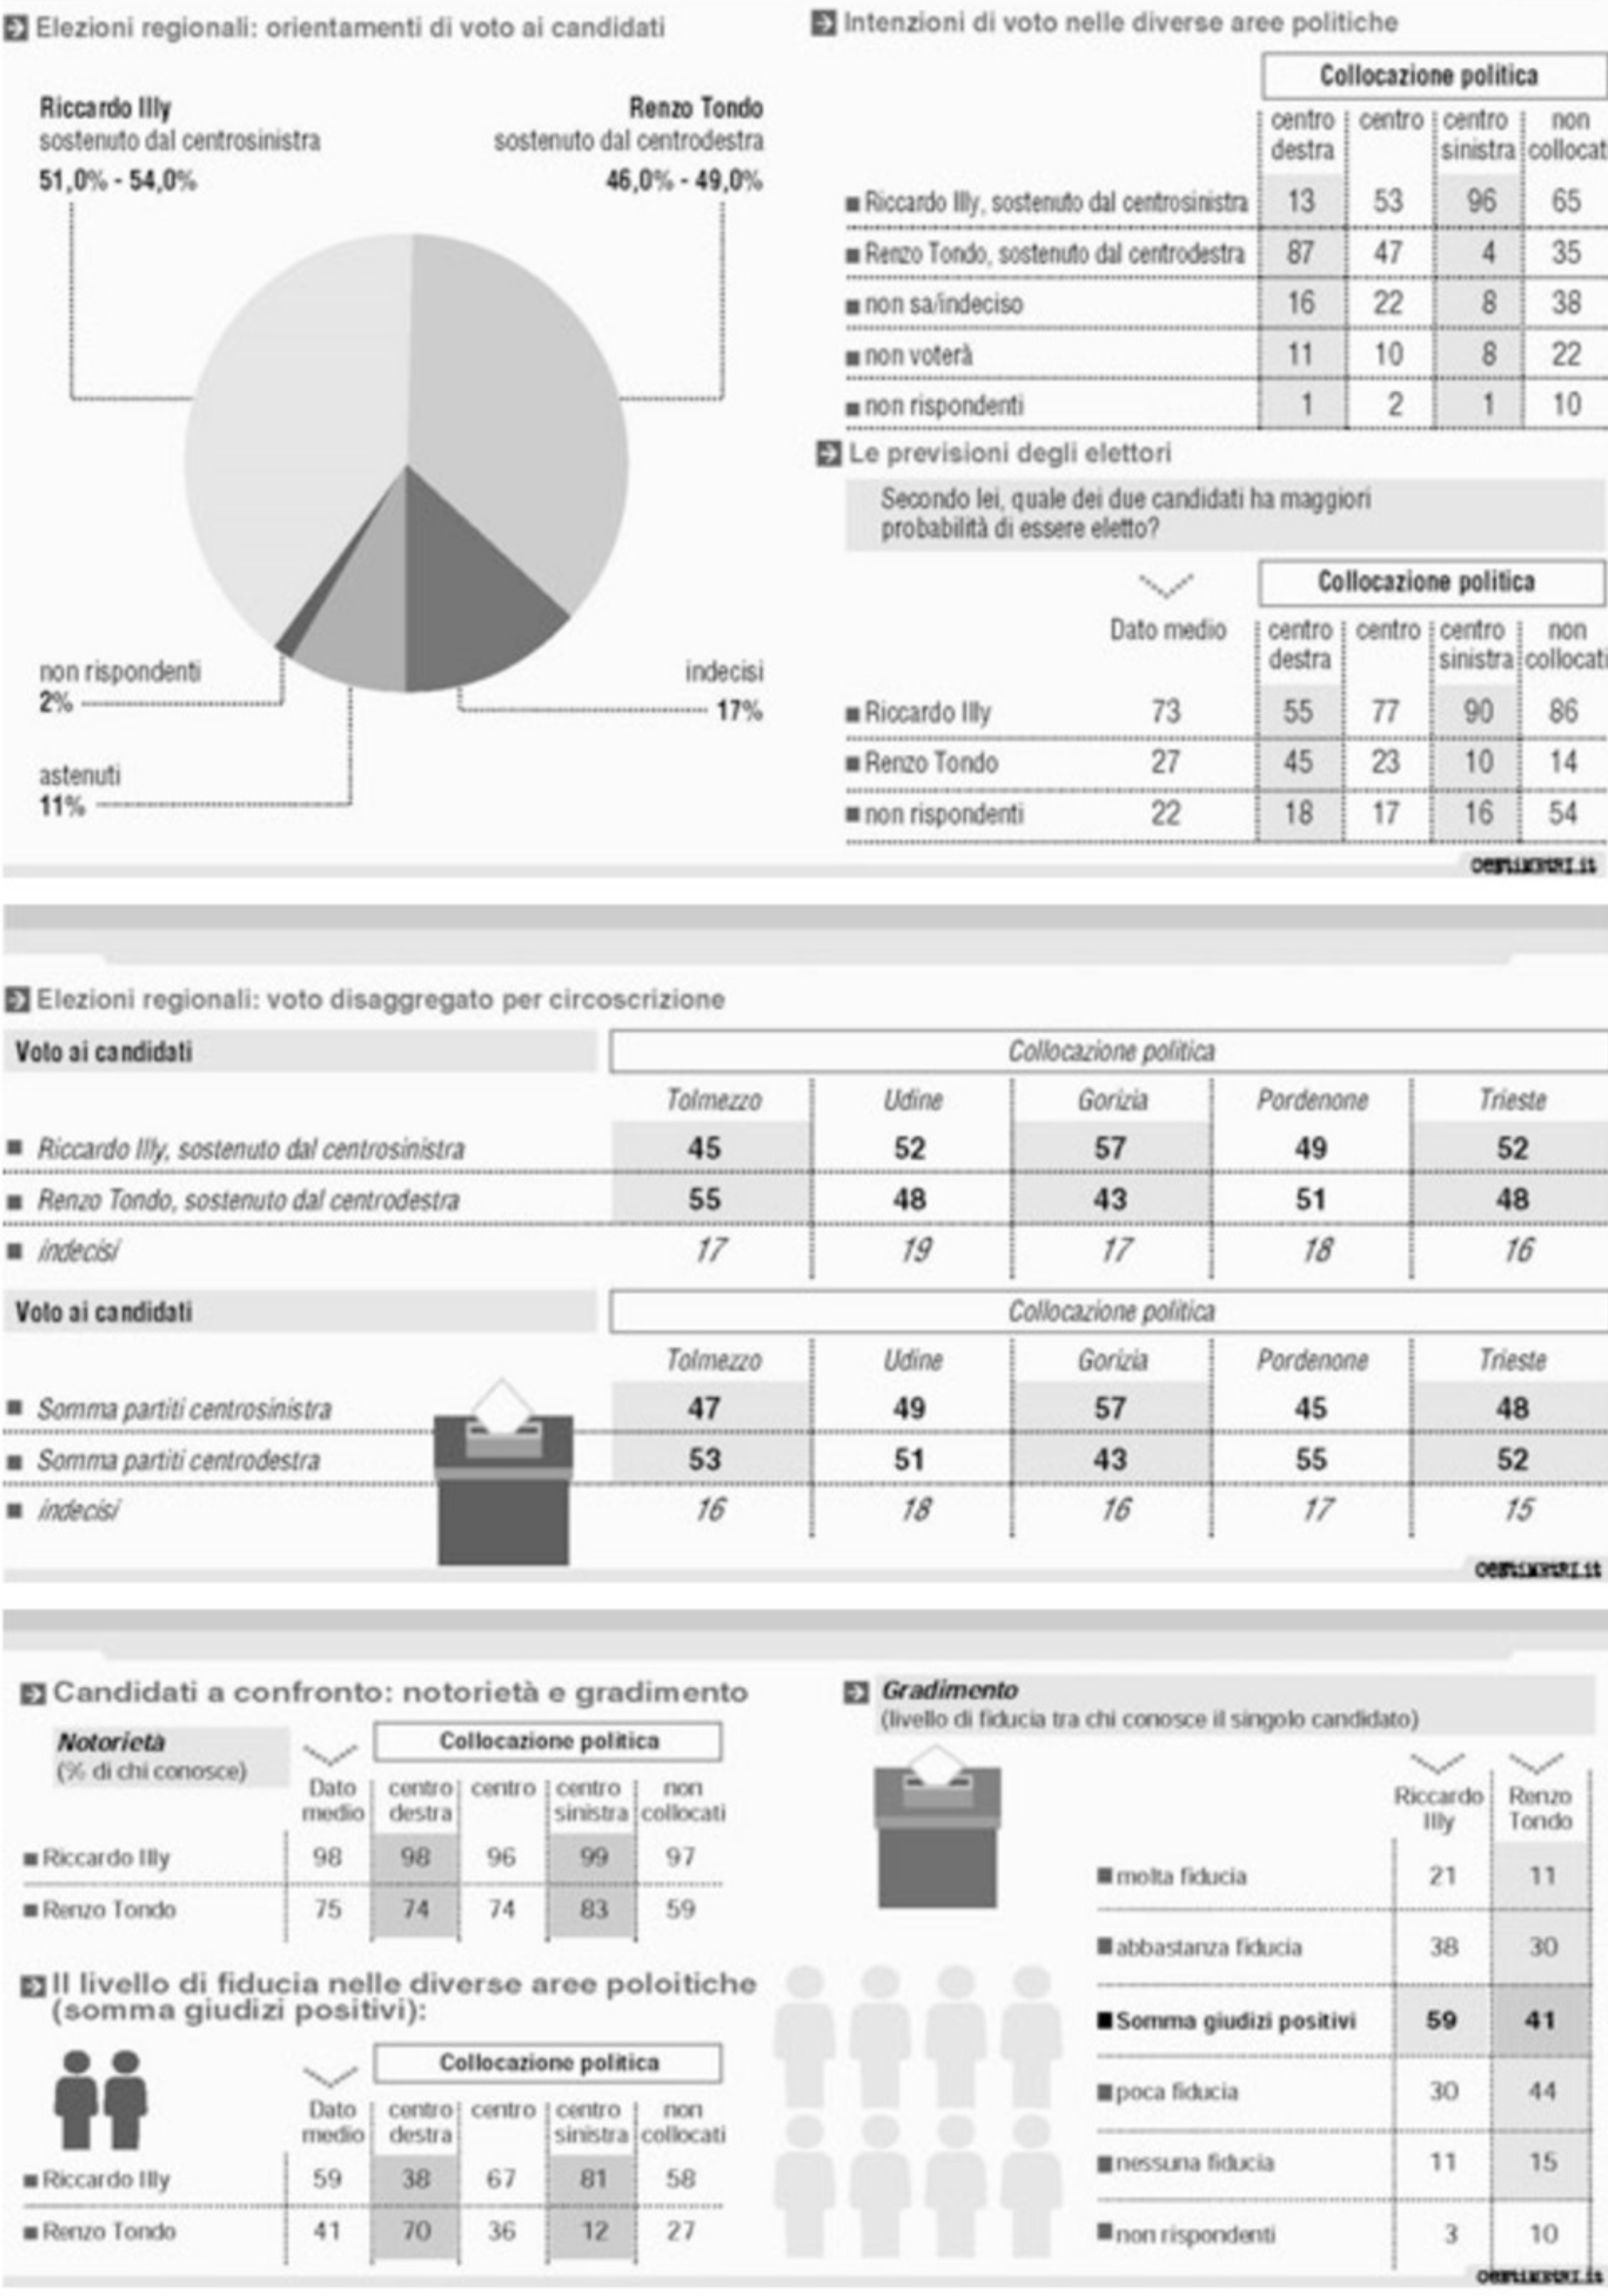 Elezioni regionali: orientamenti di voto ai candidati
Riccardo Illy
sostenuto dal centrosinistra
51,0% - 54,0%
Renzo Tondo
sostenuto dal centrodestra
46,0% - 49,0%
non rispondenti
2%
indecisi
17%
astenuti
11%
Intenzioni di voto nelle diverse aree politiche
Collocazione politica
centro centro centro non
destra sinistra collocat
Riccardo Illy, sostenuto dal centrosinistra 13 53 96 65
Renzo Tondo, sostenuto dal centrodestra 87 47 4 35
non sa/indeciso 16 22 8 38
non voterà 11 10 8 22
non rispondenti 1 2 1 10
Le previsioni degli elettori
Secondo lei, quale dei due candidati ha maggiori
probabilità di essere eletto?
Collocazione politica
Dato medio centro centro centro non
destra sinistra collocati
Riccardo Illy 73 55 77 90 86
Renzo Tondo 27 45 23 10 14
non rispondenti 22 18 17 16 54
Elezioni regionali: voto disaggregato per circoscrizione
Voto ai candidati Collocazione politica
Tolmezzo Udine Gorizia Pordenone Trieste
Riccardo Illy, sostenuto dal centrosinistra 45 52 57 49 52
Renzo Tondo, sostenuto dal centrodestra 55 48 43 51 48
indecisi 17 19 17 18 16
Voto ai candidati Collocazione politica
Tolmezzo Udine Gorizia Pordenone Trieste
Somma partiti centrosinistra 47 49 57 45 48
Somma partiti centrodestra 53 51 43 55 52
indecisi 16 18 16 17 15
Candidati a confronto: notorietà e gradimento
Notorietà
(% di chi conosce)
Collocazione politica
Dato centro centro centro non
medio destra sinistra collocati
Riccardo Illy 98 98 96 99 97
Renzo Tondo 75 74 74 83 59
Il livello di fiducia nelle diverse aree poloitiche
(somma giudizi positivi):
Collocazione politica
Dato centro centro centro non
medio destra sinistra collocati
Riccardo Illy 59 38 67 81 58
Renzo Tondo 41 70 36 12 27
Gradimento
(livello di fiducia tra chi conosce il singolo candidato)
Riccardo Renzo
Illy Tondo
molta fiducia 21 11
abbastanza fiducia 38 30
Somma giudizi positivi 59 41
poca fiducia 30 44
nessuna fiducia 11 15
non rispondenti 3 10